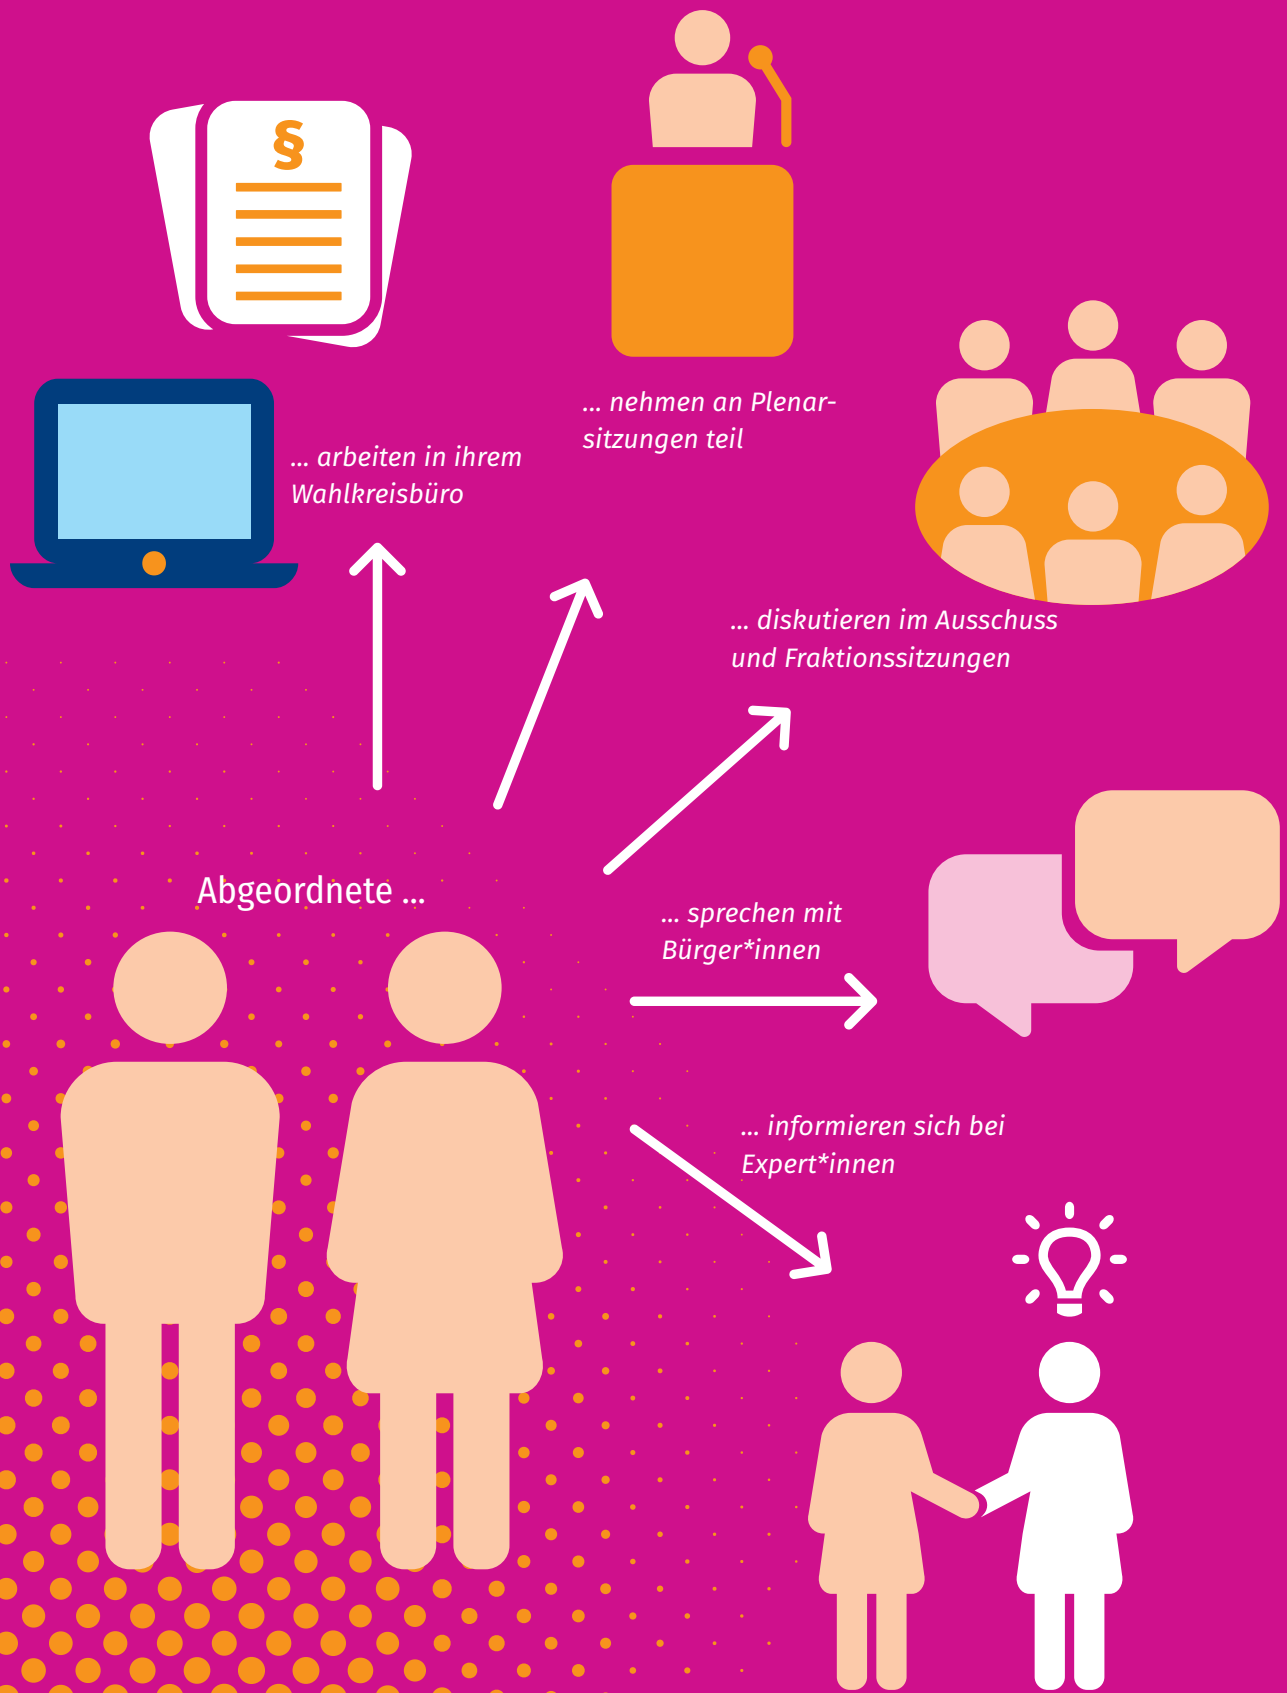 §
... nehmen an Plenar-
sitzungen teil
... arbeiten in ihrem
Wahlkreisbüro
... diskutieren im Ausschuss
und Fraktionssitzungen
Abgeordnete ...
... sprechen mit
Bürger*innen
... informieren sich bei
Expert*innen